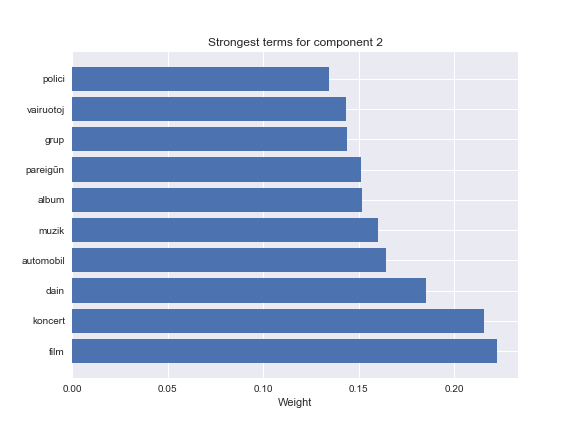 Strongest terms for component 2
polici
vairuotoj
grup
pareigūn
album
muzik
automobil
dain
koncert
film
0.00 0.05 0.10 0.15 0.20
Weight